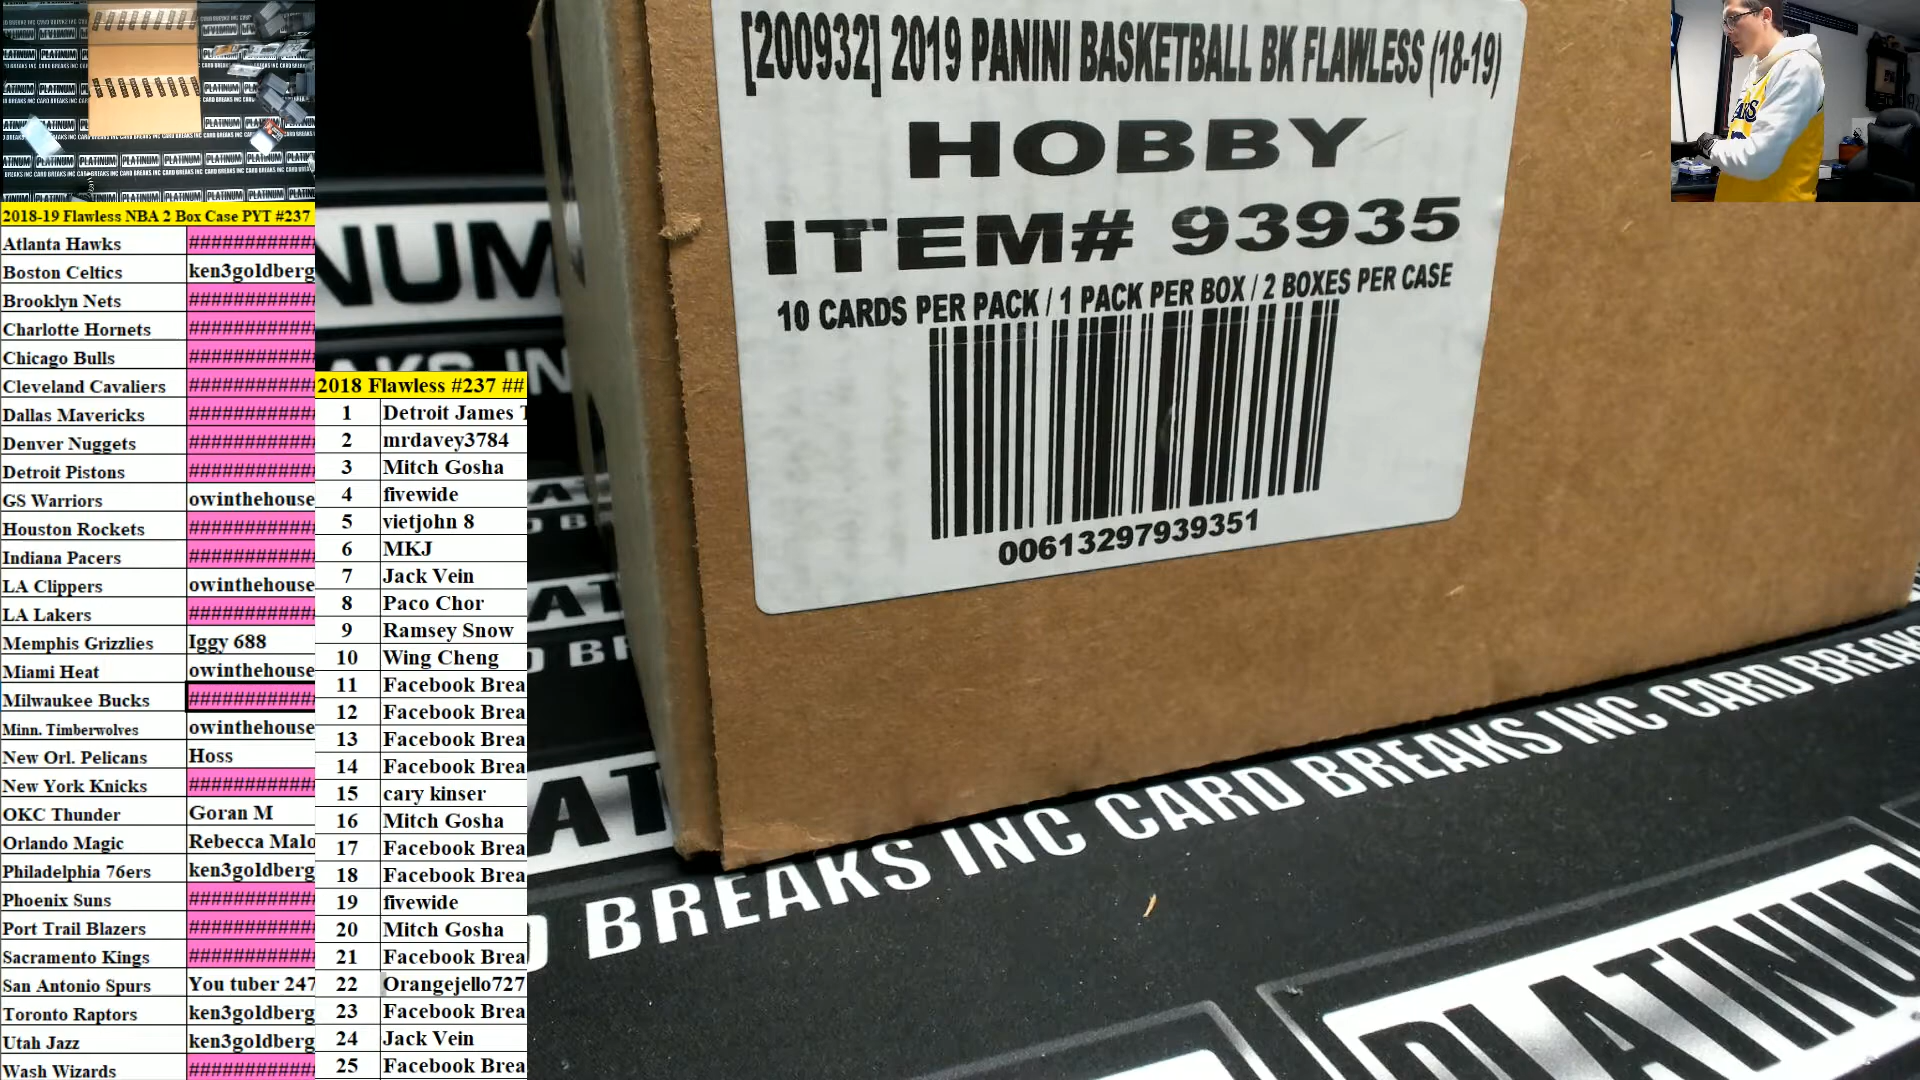 2018-19 Flawless NBA 2 Box Case PYT #237
Atlanta Hawks ############
Boston Celtics ken3goldberg
Brooklyn Nets ############
Charlotte Hornets ############
Chicago Bulls ############
Cleveland Cavaliers ############
Dallas Mavericks ############
Denver Nuggets ############
Detroit Pistons ############
GS Warriors owinthehouse
Houston Rockets ############
Indiana Pacers ############
LA Clippers owinthehouse
LA Lakers ############
Memphis Grizzlies Iggy 688
Miami Heat owinthehouse
Milwaukee Bucks ############
Minn. Timberwolves owinthehouse
New Orl. Pelicans Hoss
New York Knicks ############
OKC Thunder Goran M
Orlando Magic Rebecca Malo
Philadelphia 76ers ken3goldberg
Phoenix Suns ############
Port Trail Blazers ############
Sacramento Kings ############
San Antonio Spurs You tuber 247
Toronto Raptors ken3goldberg
Utah Jazz ken3goldberg
Wash Wizards ############
2018 Flawless #237 ##
1 Detroit James T
2 mrdavey3784
3 Mitch Gosha
4 fivewide
5 vietjohn 8
6 MKJ
7 Jack Vein
8 Paco Chor
9 Ramsey Snow
10 Wing Cheng
11 Facebook Brea
12 Facebook Brea
13 Facebook Brea
14 Facebook Brea
15 cary kinser
16 Mitch Gosha
17 Facebook Brea
18 Facebook Brea
19 fivewide
20 Mitch Gosha
21 Facebook Brea
22 Orangejello727
23 Facebook Brea
24 Jack Vein
25 Facebook Brea
[200932] 2019 PANINI BASKETBALL BK FLAWLESS (18-19)
HOBBY
ITEM# 93935
10 CARDS PER PACK / 1 PACK PER BOX / 2 BOXES PER CASE
00613297939351
NUM
BREAKS INC CARD BREAKS INC CARD BREAKS INC CARD BREAKS
PLATINUM